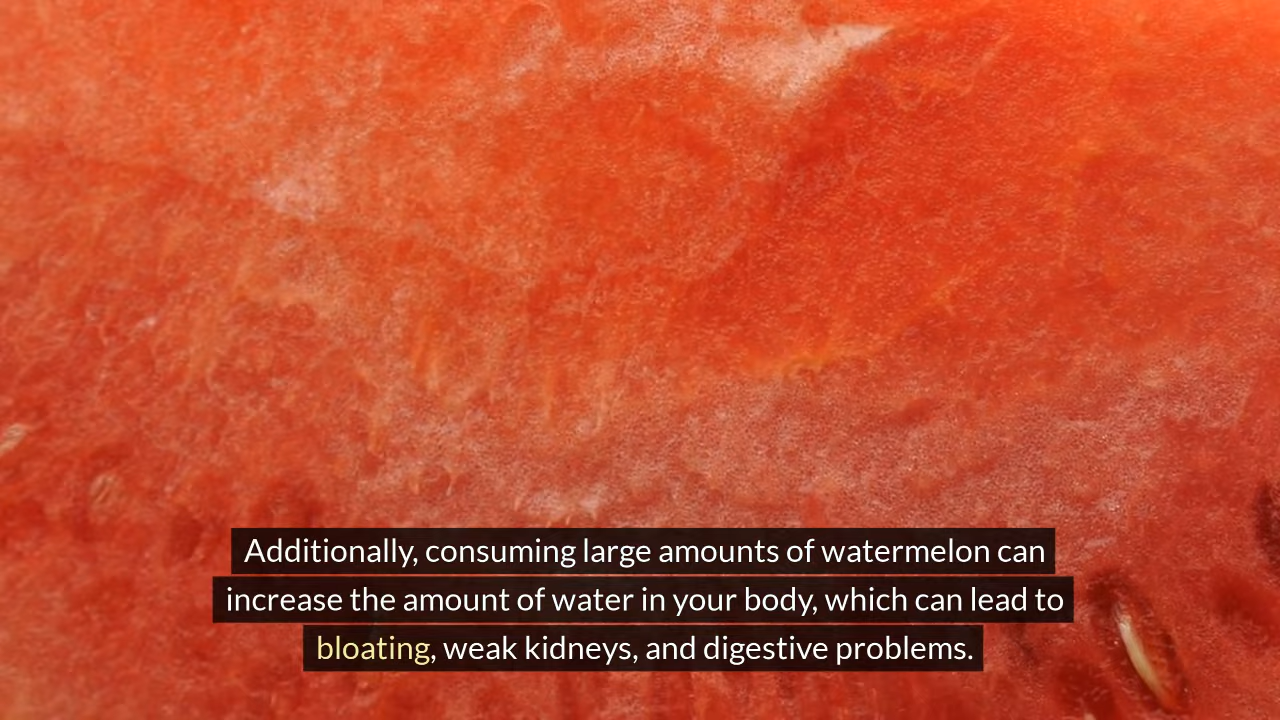 Additionally, consuming large amounts of watermelon can
increase the amount of water in your body, which can lead to
bloating, weak kidneys, and digestive problems.